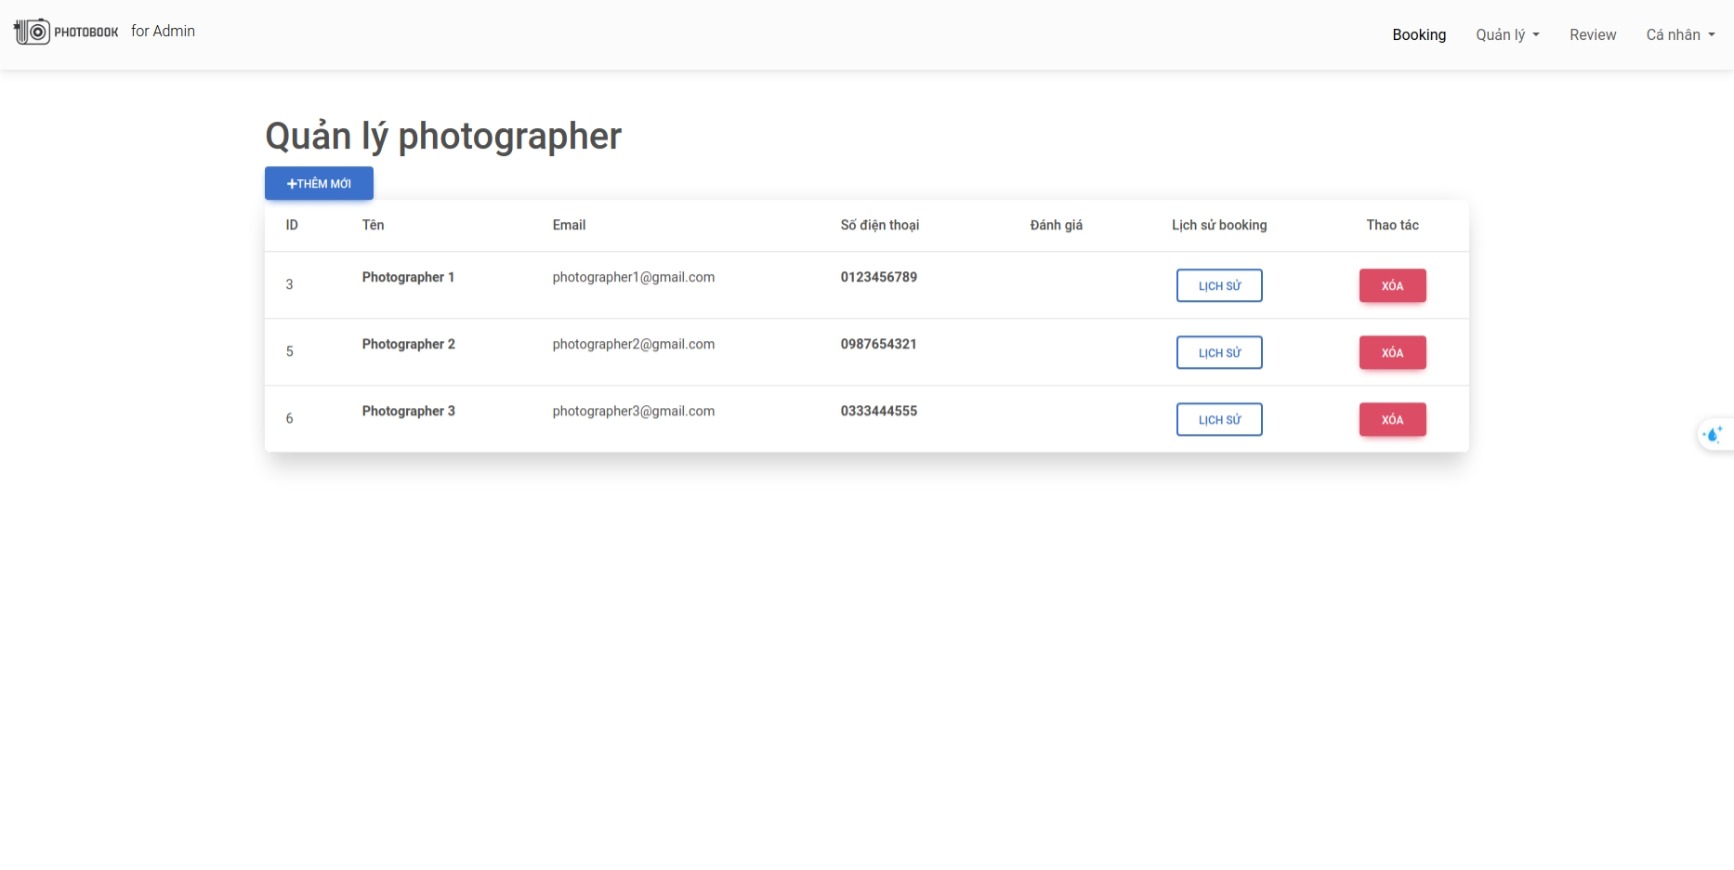 PHOTOBOOK for Admin
Booking Quản lý Review Cá nhân
Quản lý photographer
+THÊM MỚI
ID Tên Email Số điện thoại Đánh giá Lịch sử booking Thao tác
3 Photographer 1 photographer1@gmail.com 0123456789 LỊCH SỬ XÓA
5 Photographer 2 photographer2@gmail.com 0987654321 LỊCH SỬ XÓA
6 Photographer 3 photographer3@gmail.com 0333444555 LỊCH SỬ XÓA